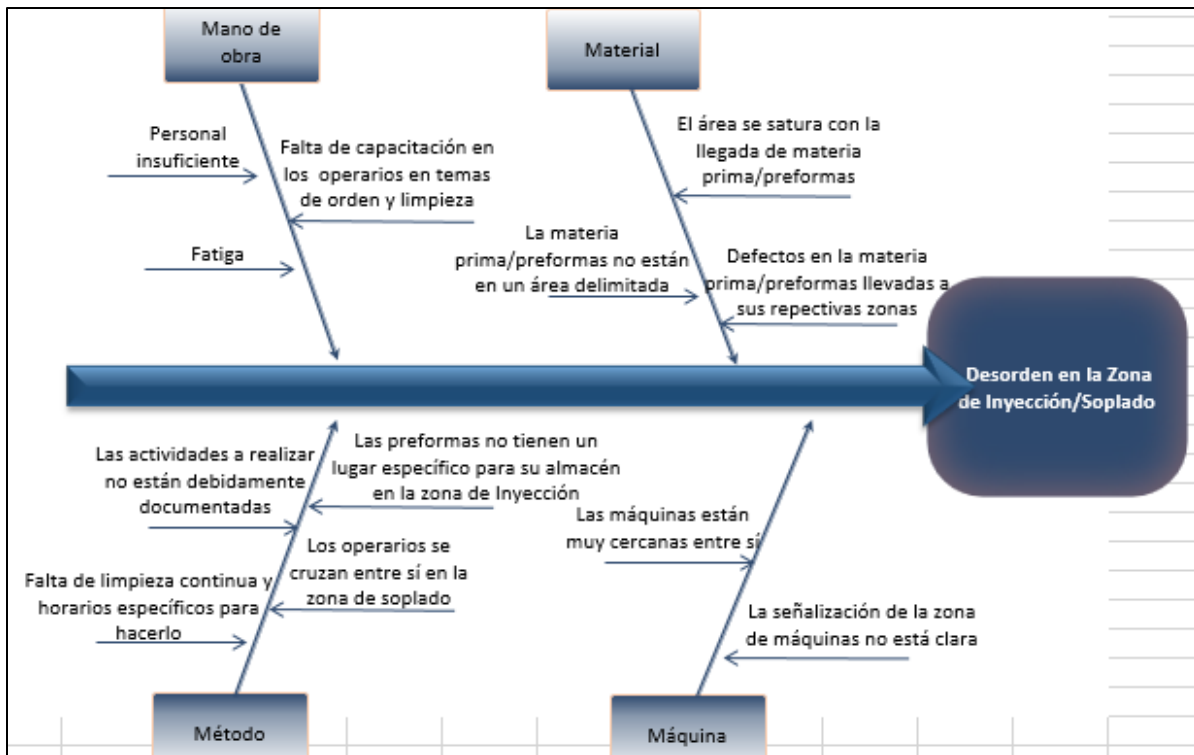 Mano de
obra
Material
Personal
insuficiente
Falta de capacitación en
los operarios en temas
de orden y limpieza
Fatiga
El área se satura con la
llegada de materia
prima/preformas
La materia
prima/preformas no están
en un área delimitada
Defectos en la materia
prima/preformas llevadas a
sus repectivas zonas
Desorden en la Zona
de Inyección/Soplado
Las actividades a realizar
no están debidamente
documentadas
Las preformas no tienen un
lugar específico para su almacén
en la zona de Inyección
Falta de limpieza continua y
horarios específicos para
hacerlo
Los operarios se
cruzan entre sí en la
zona de soplado
Las máquinas están
muy cercanas entre sí
La señalización de la zona
de máquinas no está clara
Método
Máquina